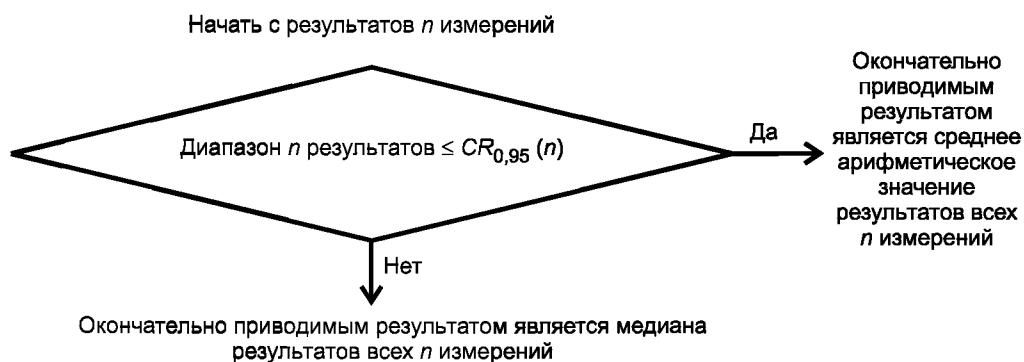 Начать с результатов n измерений
Диапазон n результатов ≤ CR0,95 (n)
Да
Окончательно
приводимым
результатом
является среднее
арифметическое
значение
результатов всех
n измерений
Нет
Окончательно приводимым результатом является медиана
результатов всех n измерений